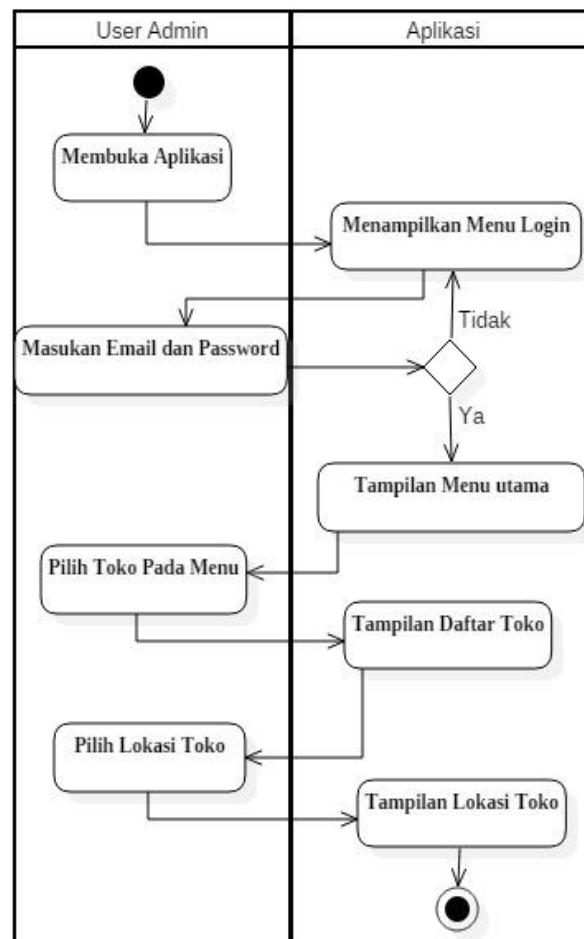 User Admin
Aplikasi
Membuka Aplikasi
Menampilkan Menu Login
Tidak
Masukan Email dan Password
Ya
Tampilan Menu utama
Pilih Toko Pada Menu
Tampilan Daftar Toko
Pilih Lokasi Toko
Tampilan Lokasi Toko